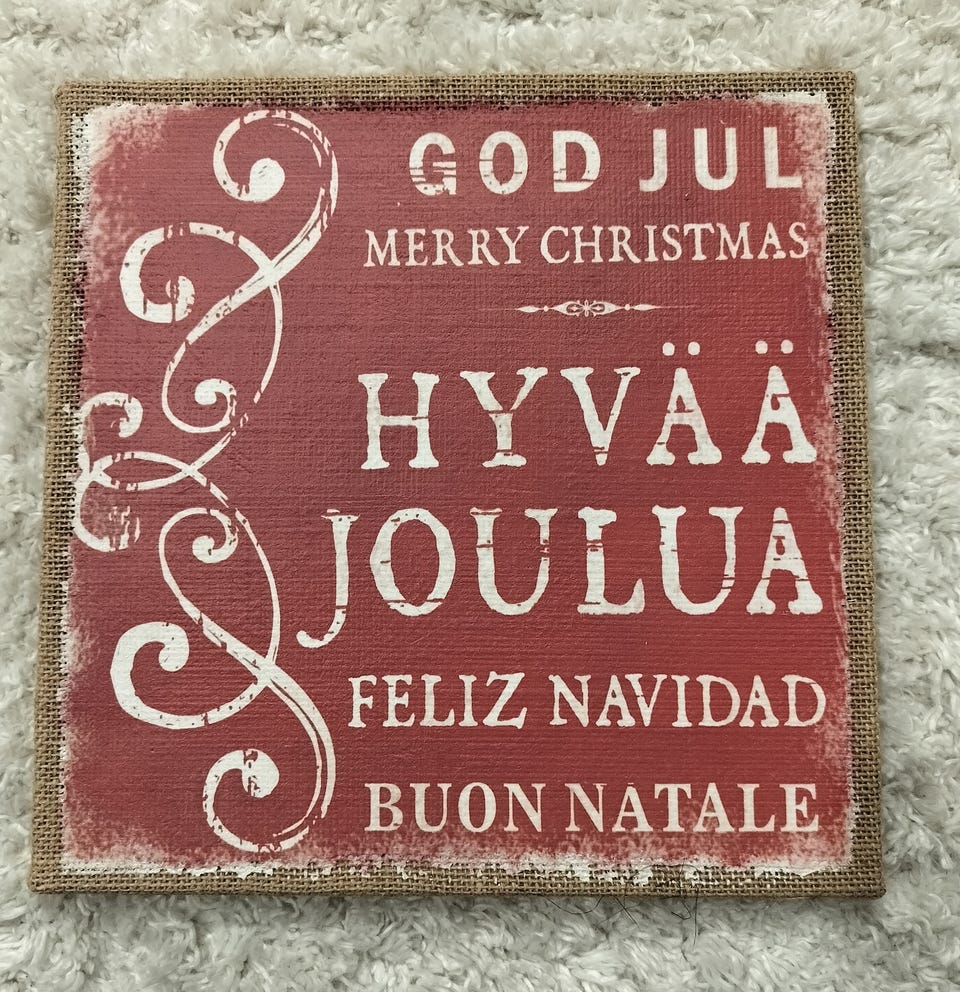 GOD JUL
MERRY CHRISTMAS
HYVÄÄ
JOULUA
FELIZ NAVIDAD
BUON NATALE